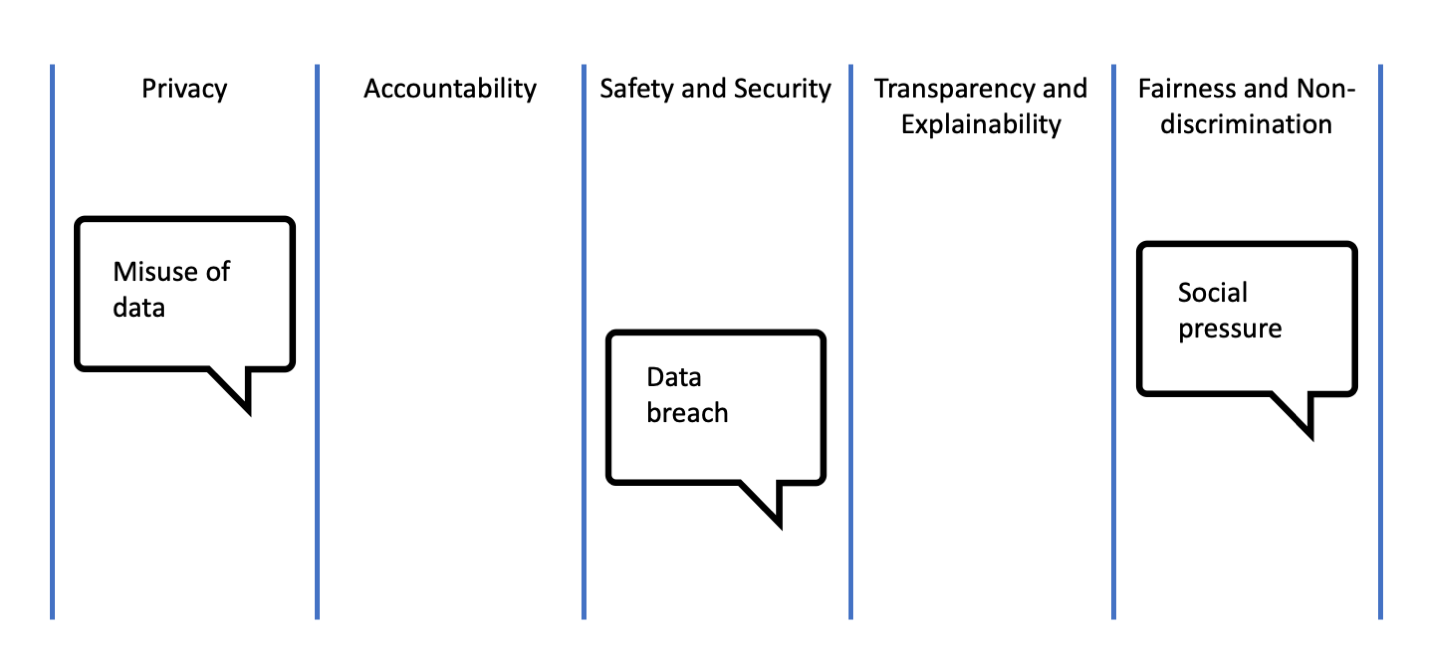 Privacy
Accountability
Safety and Security
Transparency and
Explainability
Fairness and Non-
discrimination
Misuse of
data
Data
breach
Social
pressure